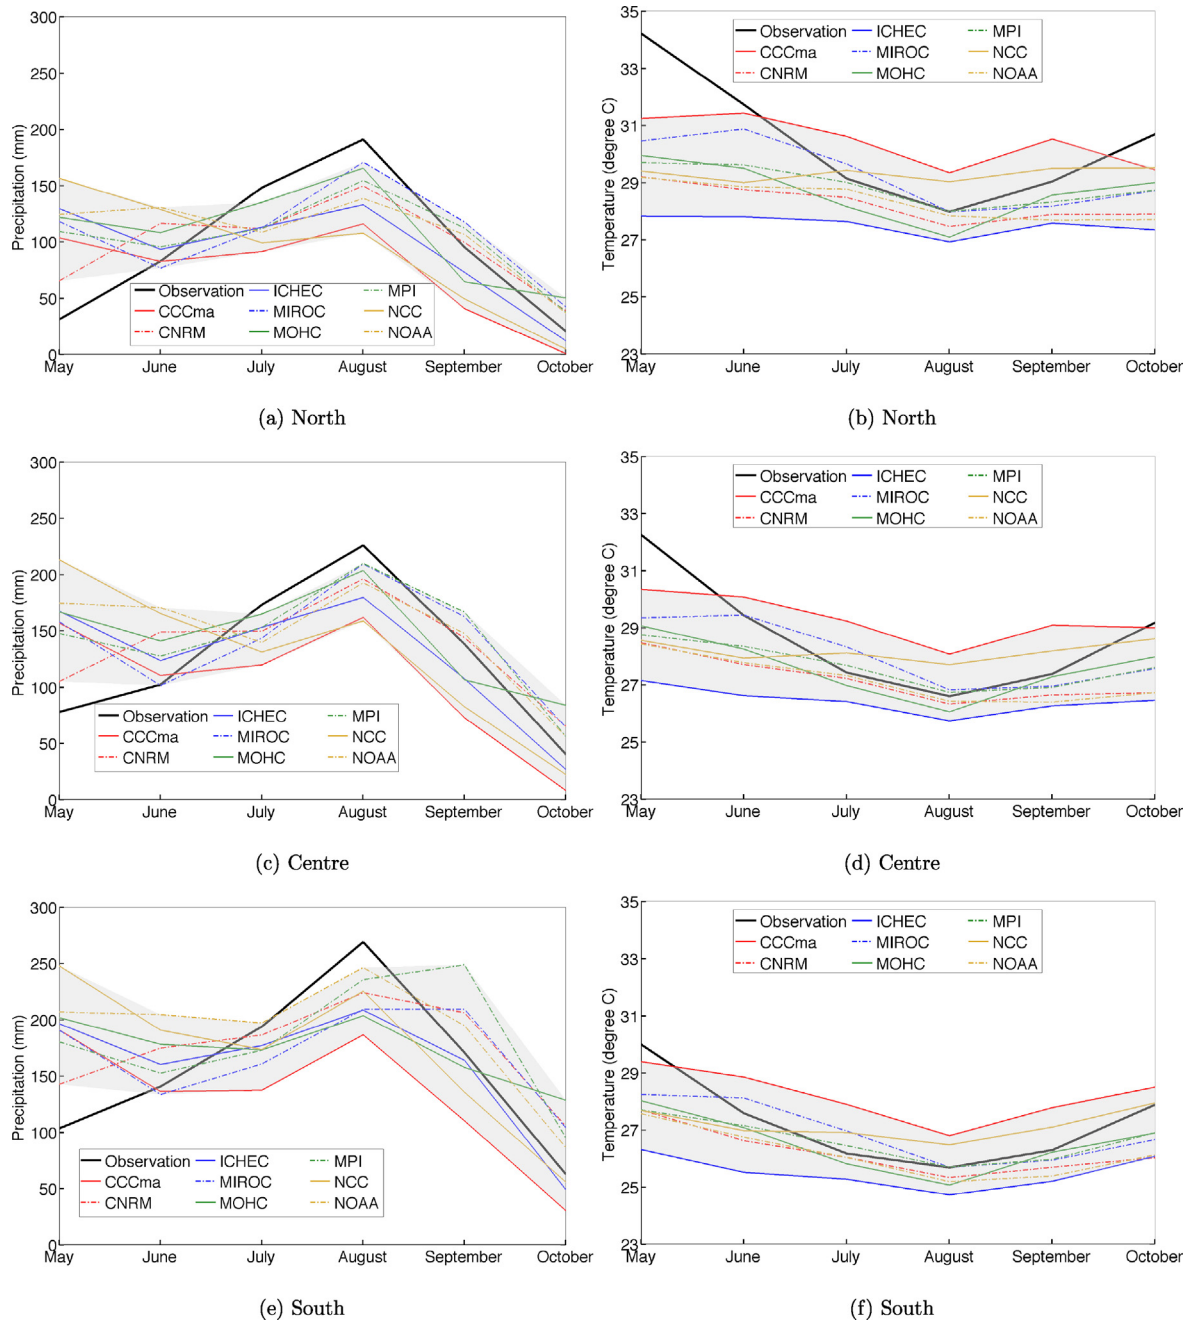 300
250
200
150
100
50
0
Precipitation (mm)
Observation ICHEC MPI
CCCma MIROC NCC
CNRM MOHC NOAA
May June July August September October
(a) North
35
33
31
29
27
25
23
Temperature (degree C)
Observation ICHEC MPI
CCCma MIROC NCC
CNRM MOHC NOAA
May June July August September October
(b) North
300
250
200
150
100
50
0
Precipitation (mm)
Observation ICHEC MPI
CCCma MIROC NCC
CNRM MOHC NOAA
May June July August September October
(c) Centre
35
33
31
29
27
25
23
Temperature (degree C)
Observation ICHEC MPI
CCCma MIROC NCC
CNRM MOHC NOAA
May June July August September October
(d) Centre
300
250
200
150
100
50
0
Precipitation (mm)
Observation ICHEC MPI
CCCma MIROC NCC
CNRM MOHC NOAA
May June July August September October
(e) South
35
33
31
29
27
25
23
Temperature (degree C)
Observation ICHEC MPI
CCCma MIROC NCC
CNRM MOHC NOAA
May June July August September October
(f) South